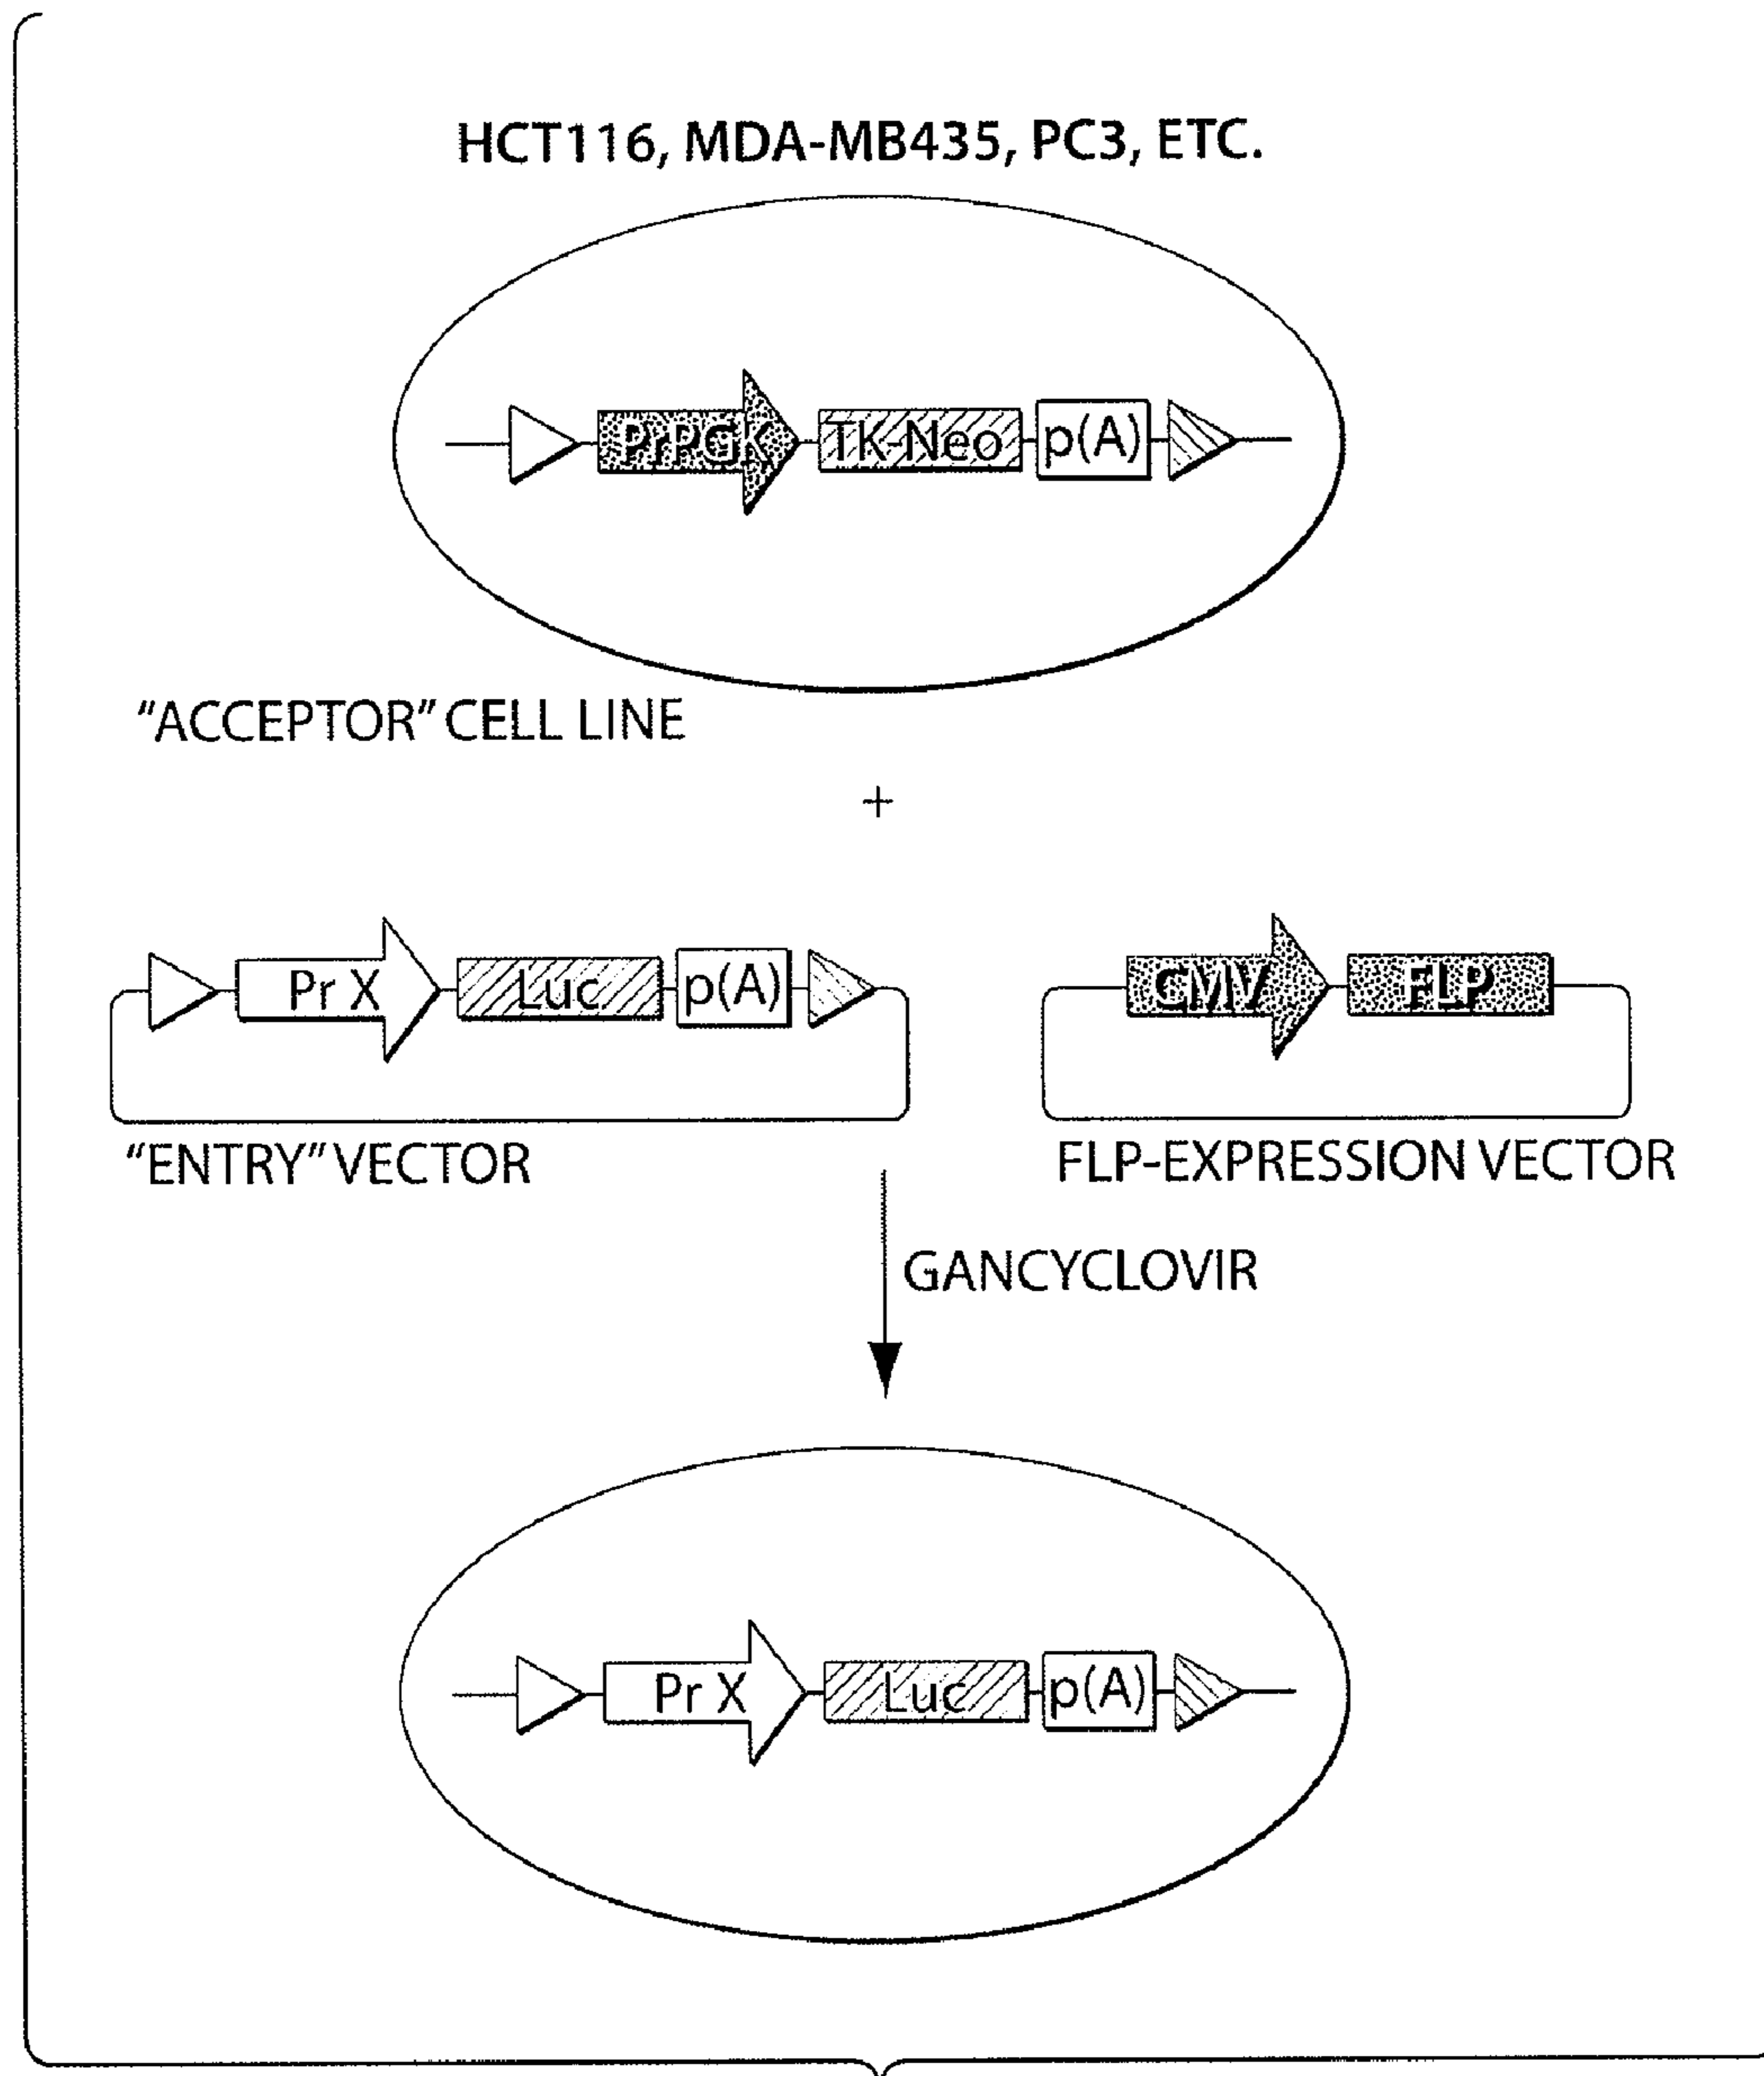 HCT116, MDA-MB435, PC3, ETC.
PrPGK TK-Neo p(A)
"ACCEPTOR" CELL LINE
+
Pr X Luc p(A)
CMV FLP
"ENTRY" VECTOR
FLP-EXPRESSION VECTOR
GANCYCLOVIR
Pr X Luc p(A)